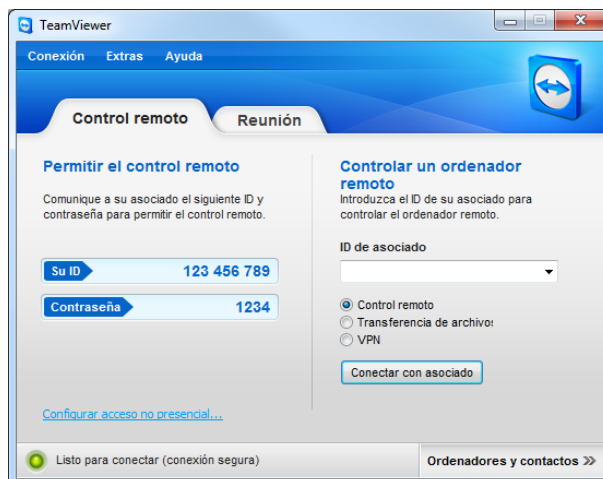 TeamViewer
Conexión Extras Ayuda
Control remoto Reunión
Permitir el control remoto
Comunique a su asociado el siguiente ID y
contraseña para permitir el control remoto.
Su ID 123 456 789
Contraseña 1234
Configurar acceso no presencial...
Controlar un ordenador
remoto
Introduzca el ID de su asociado para
controlar el ordenador remoto.
ID de asociado
Control remoto
Transferencia de archivos
VPN
Conectar con asociado
Listo para conectar (conexión segura)
Ordenadores y contactos >>